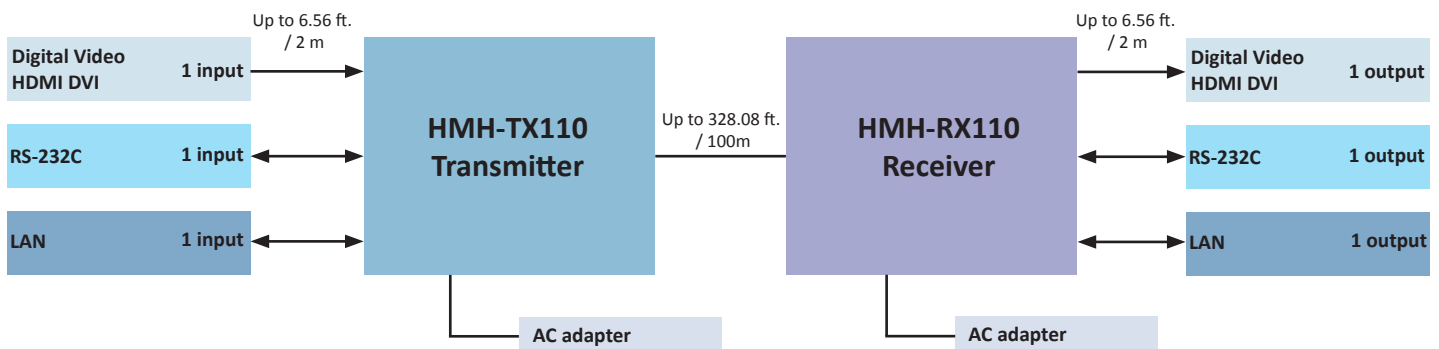 Up to 6.56 ft.
/ 2 m
Digital Video
HDMI DVI
1 input
RS-232C
1 input
LAN
1 input
HMH-TX110
Transmitter
AC adapter
Up to 328.08 ft.
/ 100m
HMH-RX110
Receiver
AC adapter
Up to 6.56 ft.
/ 2 m
Digital Video
HDMI DVI
1 output
RS-232C
1 output
LAN
1 output